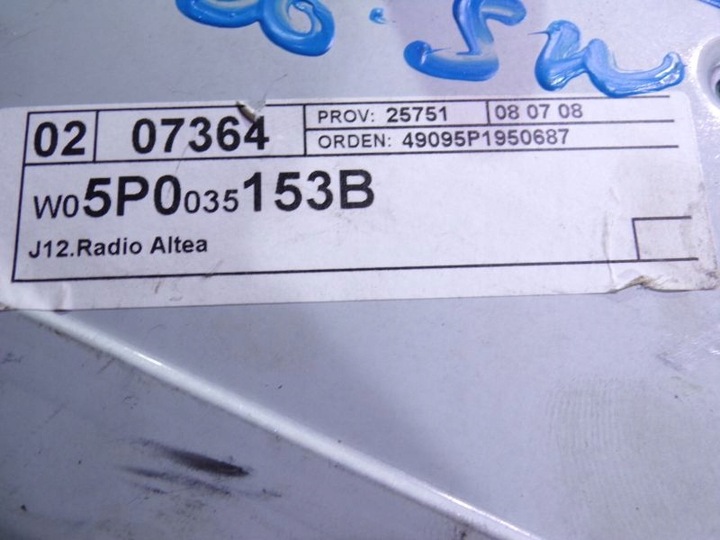 02 07364 PROV: 25751 08 07 08
ORDEN: 49095P1950687
W05P0035153B
J12.Radio Altea